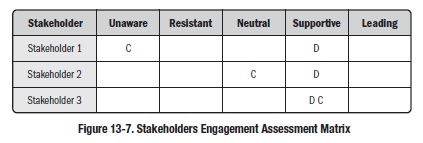 Stakeholder Unaware Resistant Neutral Supportive Leading
Stakeholder 1 C D
Stakeholder 2 C D
Stakeholder 3 D C
Figure 13-7. Stakeholders Engagement Assessment Matrix